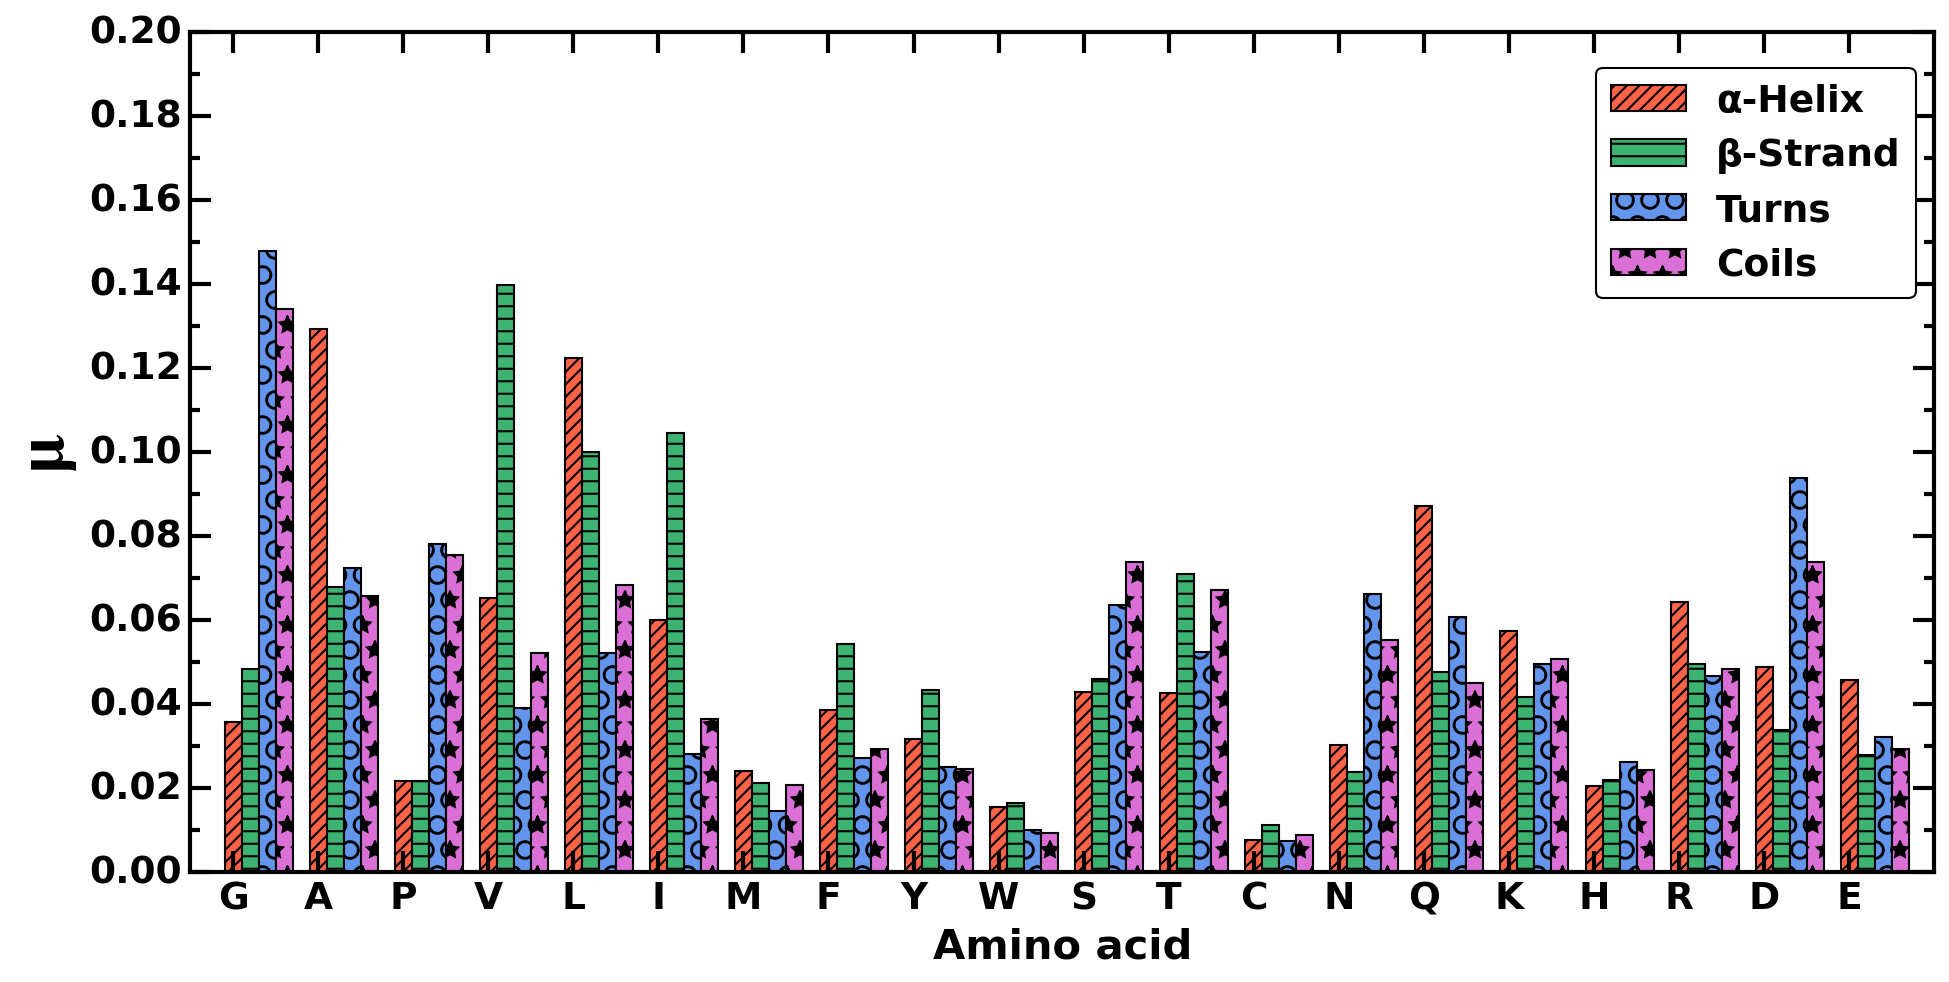 0.20
0.18
0.16
0.14
0.12
0.10
0.08
0.06
0.04
0.02
0.00
μ
α-Helix
β-Strand
Turns
Coils
G A P V L I M F Y W S T C N Q K H R D E
Amino acid